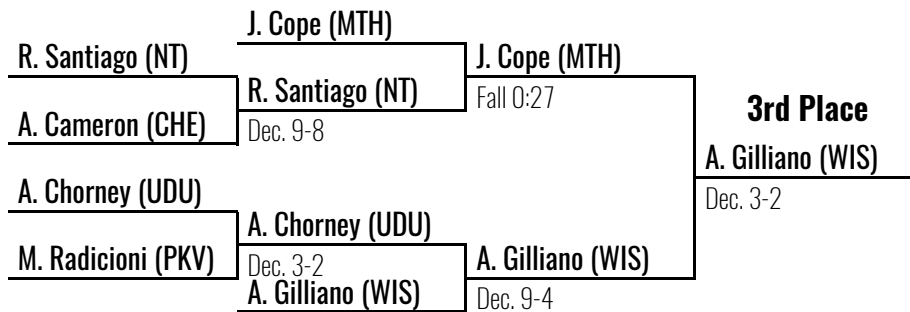 J. Cope (MTH)
R. Santiago (NT)
J. Cope (MTH)
R. Santiago (NT)
Fall 0:27
3rd Place
A. Cameron (CHE)
Dec. 9-8
A. Gilliano (WIS)
A. Chorney (UDU)
Dec. 3-2
A. Chorney (UDU)
M. Radicioni (PKV)
Dec. 3-2
A. Gilliano (WIS)
A. Gilliano (WIS)
Dec. 9-4